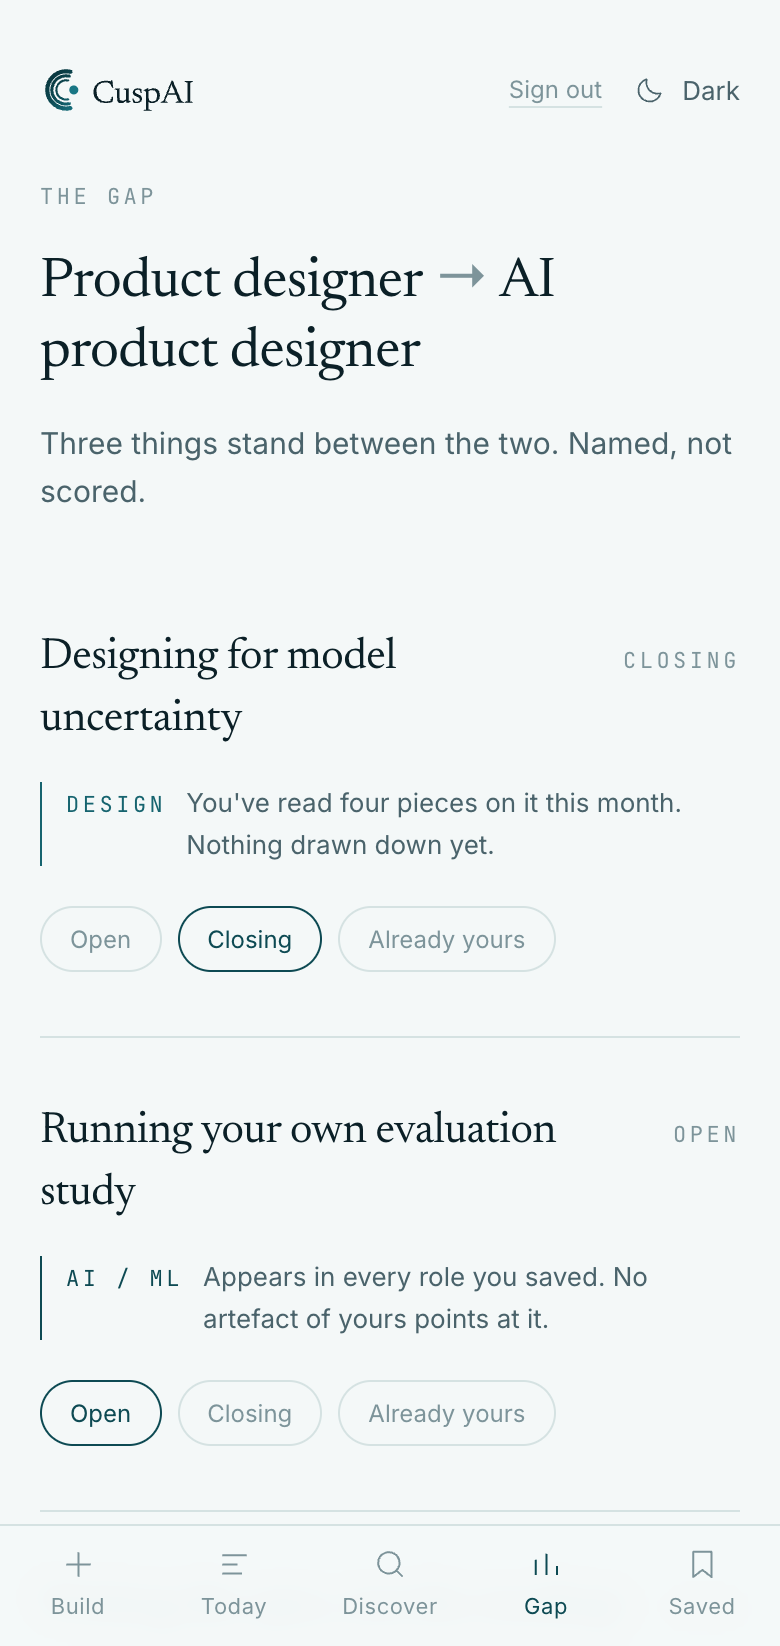 CuspAI
Sign out
Dark
THE GAP
Product designer → AI
product designer
Three things stand between the two. Named, not
scored.
Designing for model
uncertainty
CLOSING
DESIGN
You've read four pieces on it this month.
Nothing drawn down yet.
Open
Closing
Already yours
Running your own evaluation
study
OPEN
AI / ML
Appears in every role you saved. No
artefact of yours points at it.
Open
Closing
Already yours
Build
Today
Discover
Gap
Saved